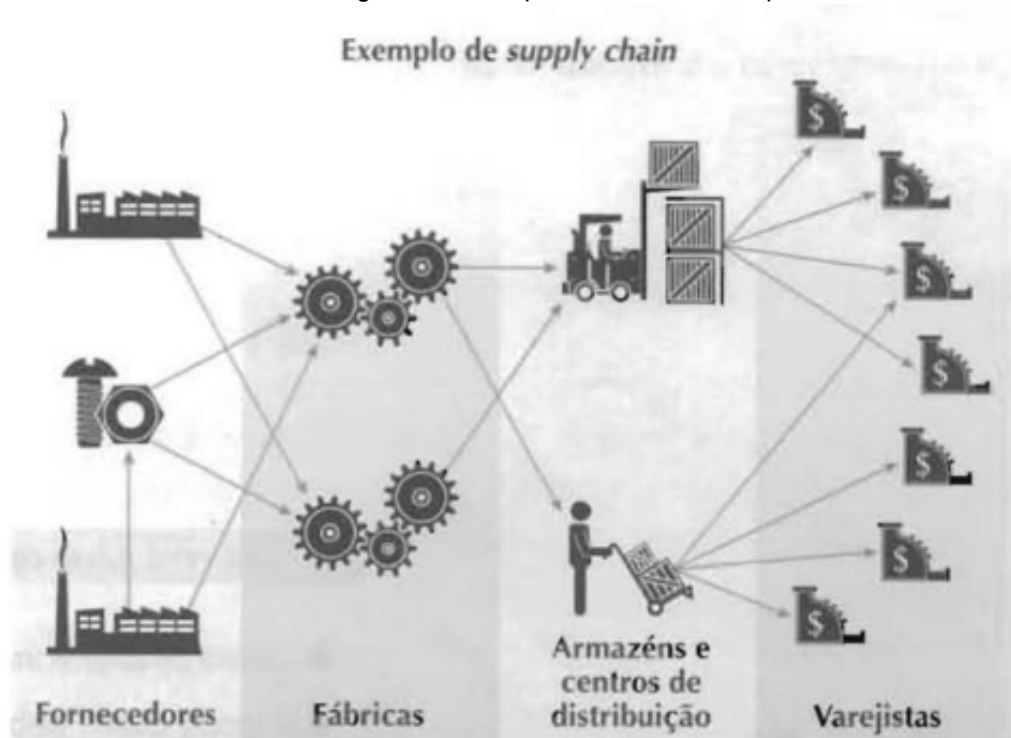 Exemplo de supply chain
$
$
$
$
$
$
$
Fornecedores
Fábricas
Armazéns e
centros de
distribuição
Varejistas